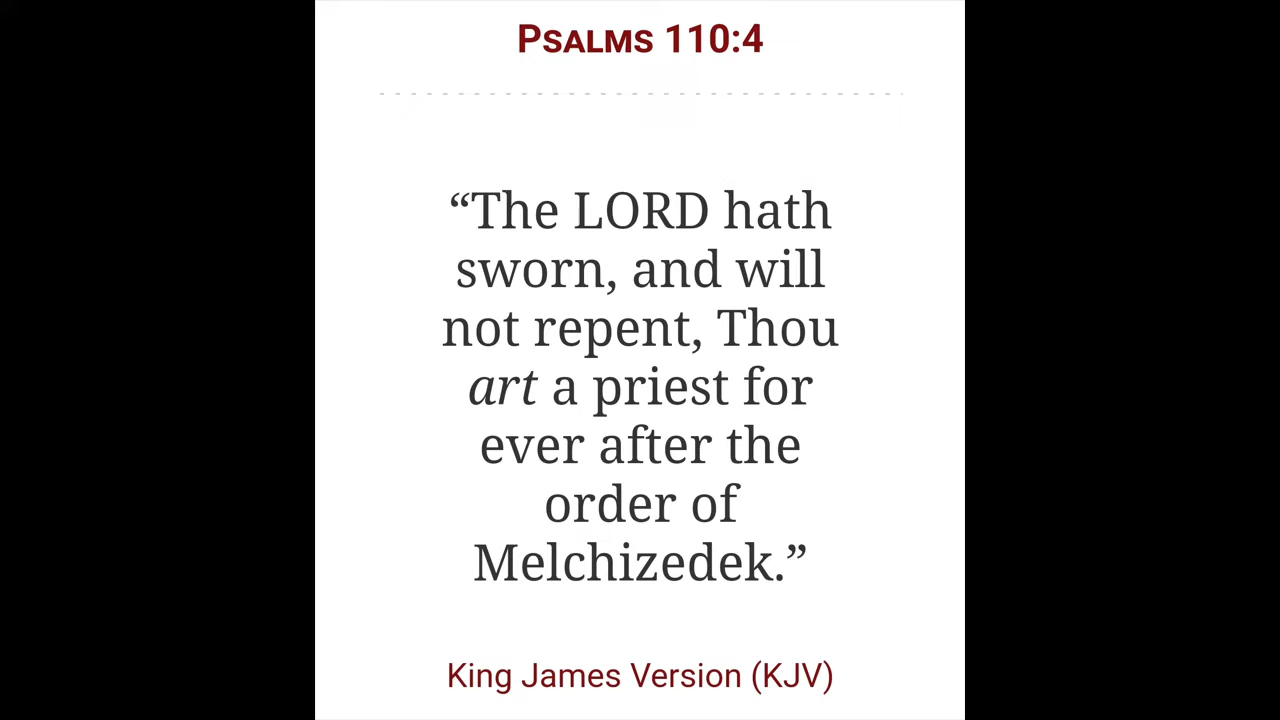 PSALMS 110:4
“The LORD hath
sworn, and will
not repent, Thou
art a priest for
ever after the
order of
Melchizedek.”
King James Version (KJV)